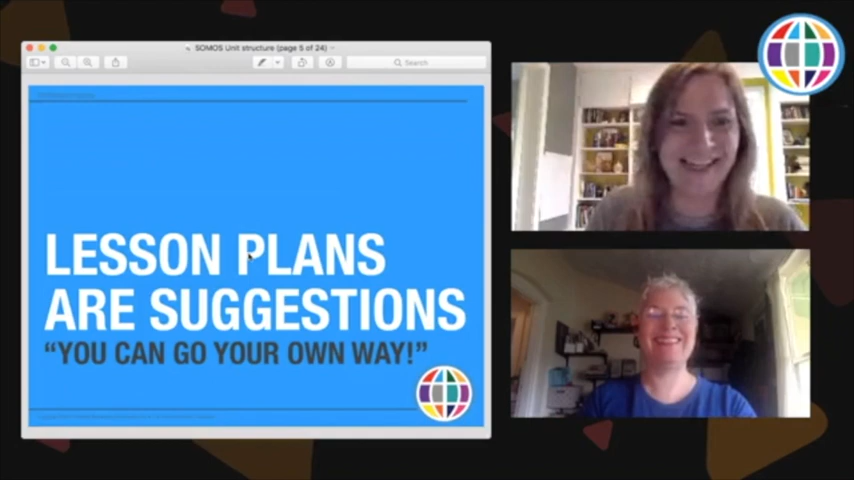 SOMOS Unit structure (page 5 of 24)
Search
LESSON PLANS
ARE SUGGESTIONS
“YOU CAN GO YOUR OWN WAY!”